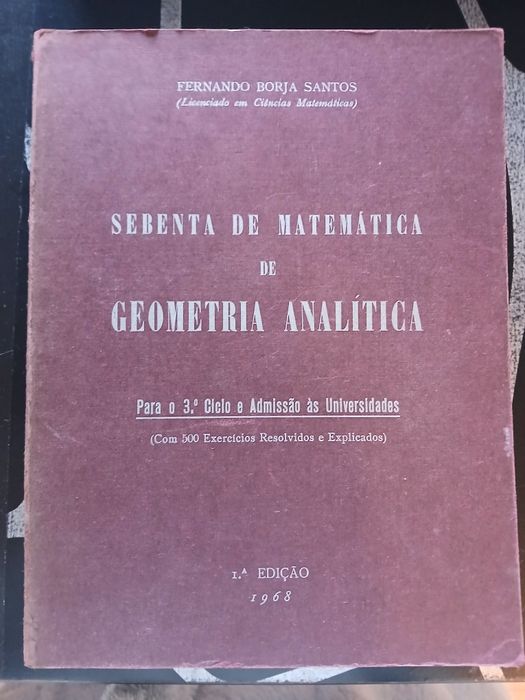 FERNANDO BORJA SANTOS
(Licenciado em Ciências Matemáticas)
SEBENTA DE MATEMÁTICA
DE
GEOMETRIA ANALÍTICA
Para o 3.º Ciclo e Admissão às Universidades
(Com 500 Exercícios Resolvidos e Explicados)
1.ª EDIÇÃO
1968